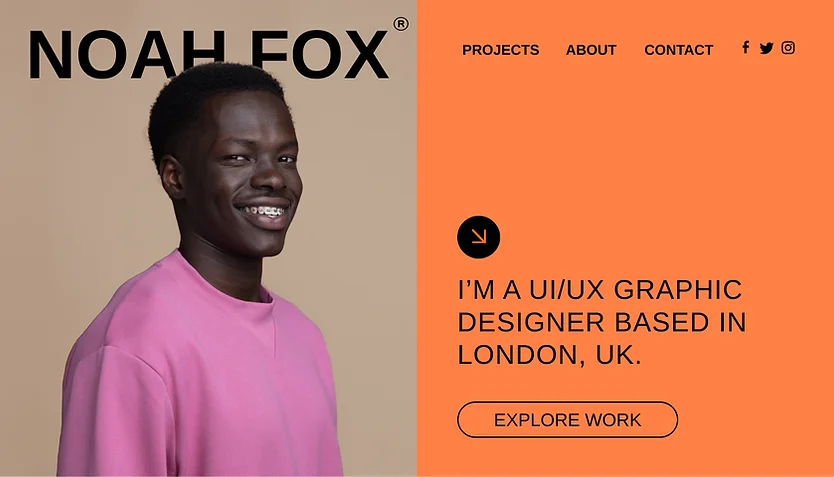 NOAH FOX®
PROJECTS ABOUT CONTACT
I’M A UI/UX GRAPHIC
DESIGNER BASED IN
LONDON, UK.
EXPLORE WORK